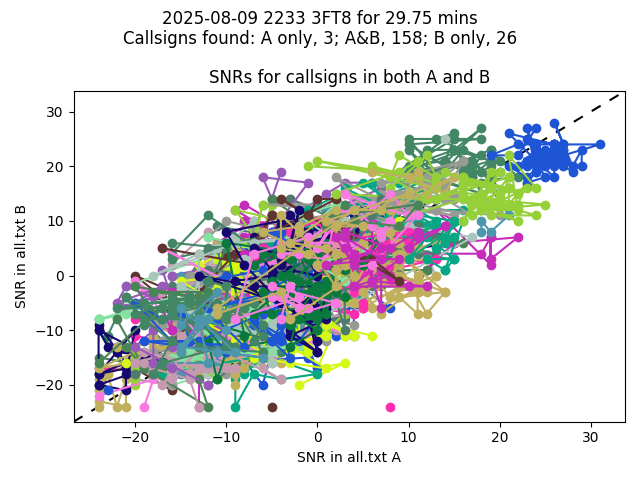 2025-08-09 2233 3FT8 for 29.75 mins
Callsigns found: A only, 3; A&B, 158; B only, 26
SNRs for callsigns in both A and B
30
20
10
0
−10
−20
SNR in all.txt B
−20 −10 0 10 20 30
SNR in all.txt A